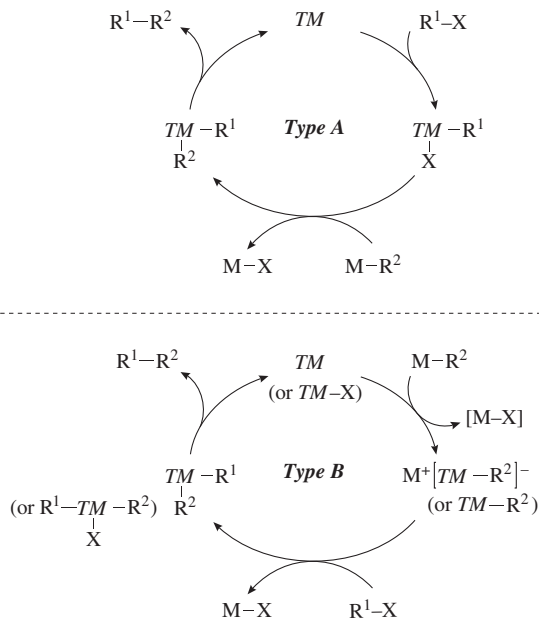 R¹–R² TM R¹–X
TM–R¹ Type A TM–R¹
R² X
M–X M–R²
R¹–R² TM M–R²
(or TM–X) [M–X]
TM–R¹ Type B M⁺[TM–R²]⁻
(or R¹–TM–R²) R² (or TM–R²)
X
M–X R¹–X